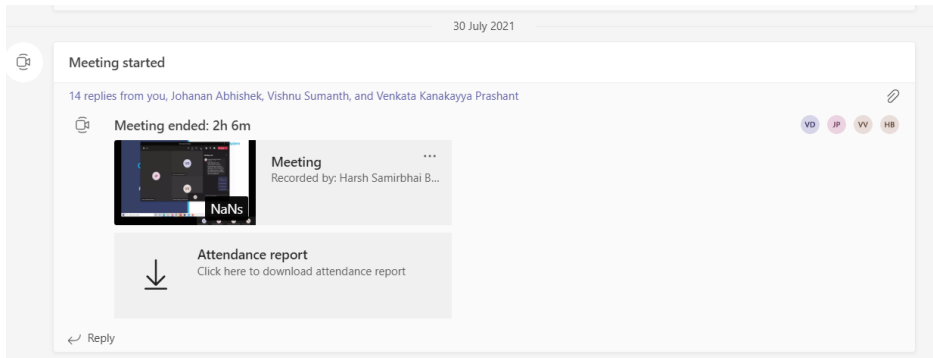 30 July 2021
Meeting started
14 replies from you, Johanan Abhishek, Vishnu Sumanth, and Venkata Kanakayya Prashant
Meeting ended: 2h 6m
VD JP VV HB
Meeting
Recorded by: Harsh Samirbhai B...
NaNs
Attendance report
Click here to download attendance report
Reply